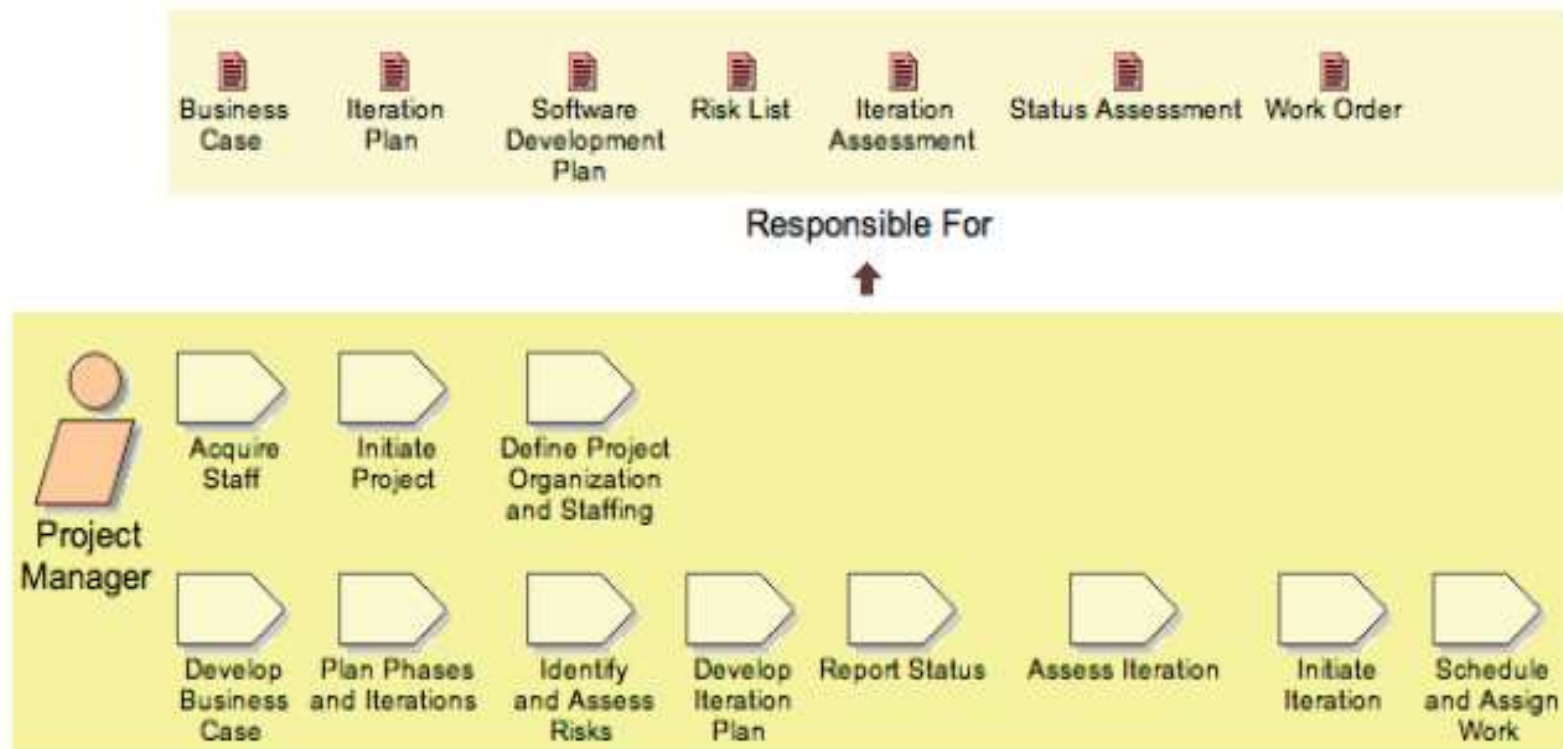 Business Case
Iteration Plan
Software Development Plan
Risk List
Iteration Assessment
Status Assessment
Work Order
Responsible For
Project Manager
Acquire Staff
Initiate Project
Define Project Organization and Staffing
Develop Business Case
Plan Phases and Iterations
Identify and Assess Risks
Develop Iteration Plan
Report Status
Assess Iteration
Initiate Iteration
Schedule and Assign Work